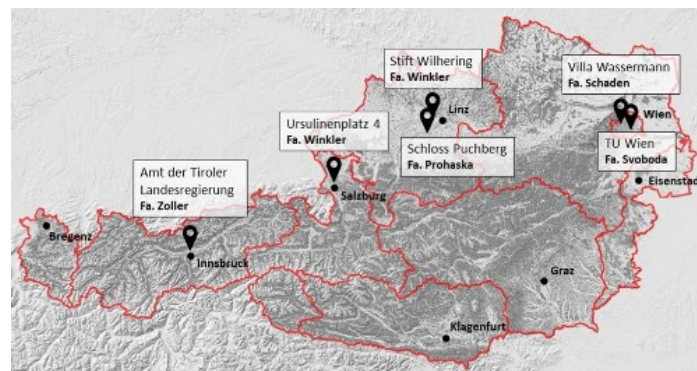 Stift Wilhering
Fa. Winkler
Villa Wassermann
Fa. Schaden
Linz
Wien
Ursulinenplatz 4
Fa. Winkler
Schloss Puchberg
Fa. Prohaska
TU Wien
Fa. Svoboda
Amt der Tiroler
Landesregierung
Fa. Zoller
Salzburg
Eisenstad
Bregenz
Innsbruck
Graz
Klagenfurt